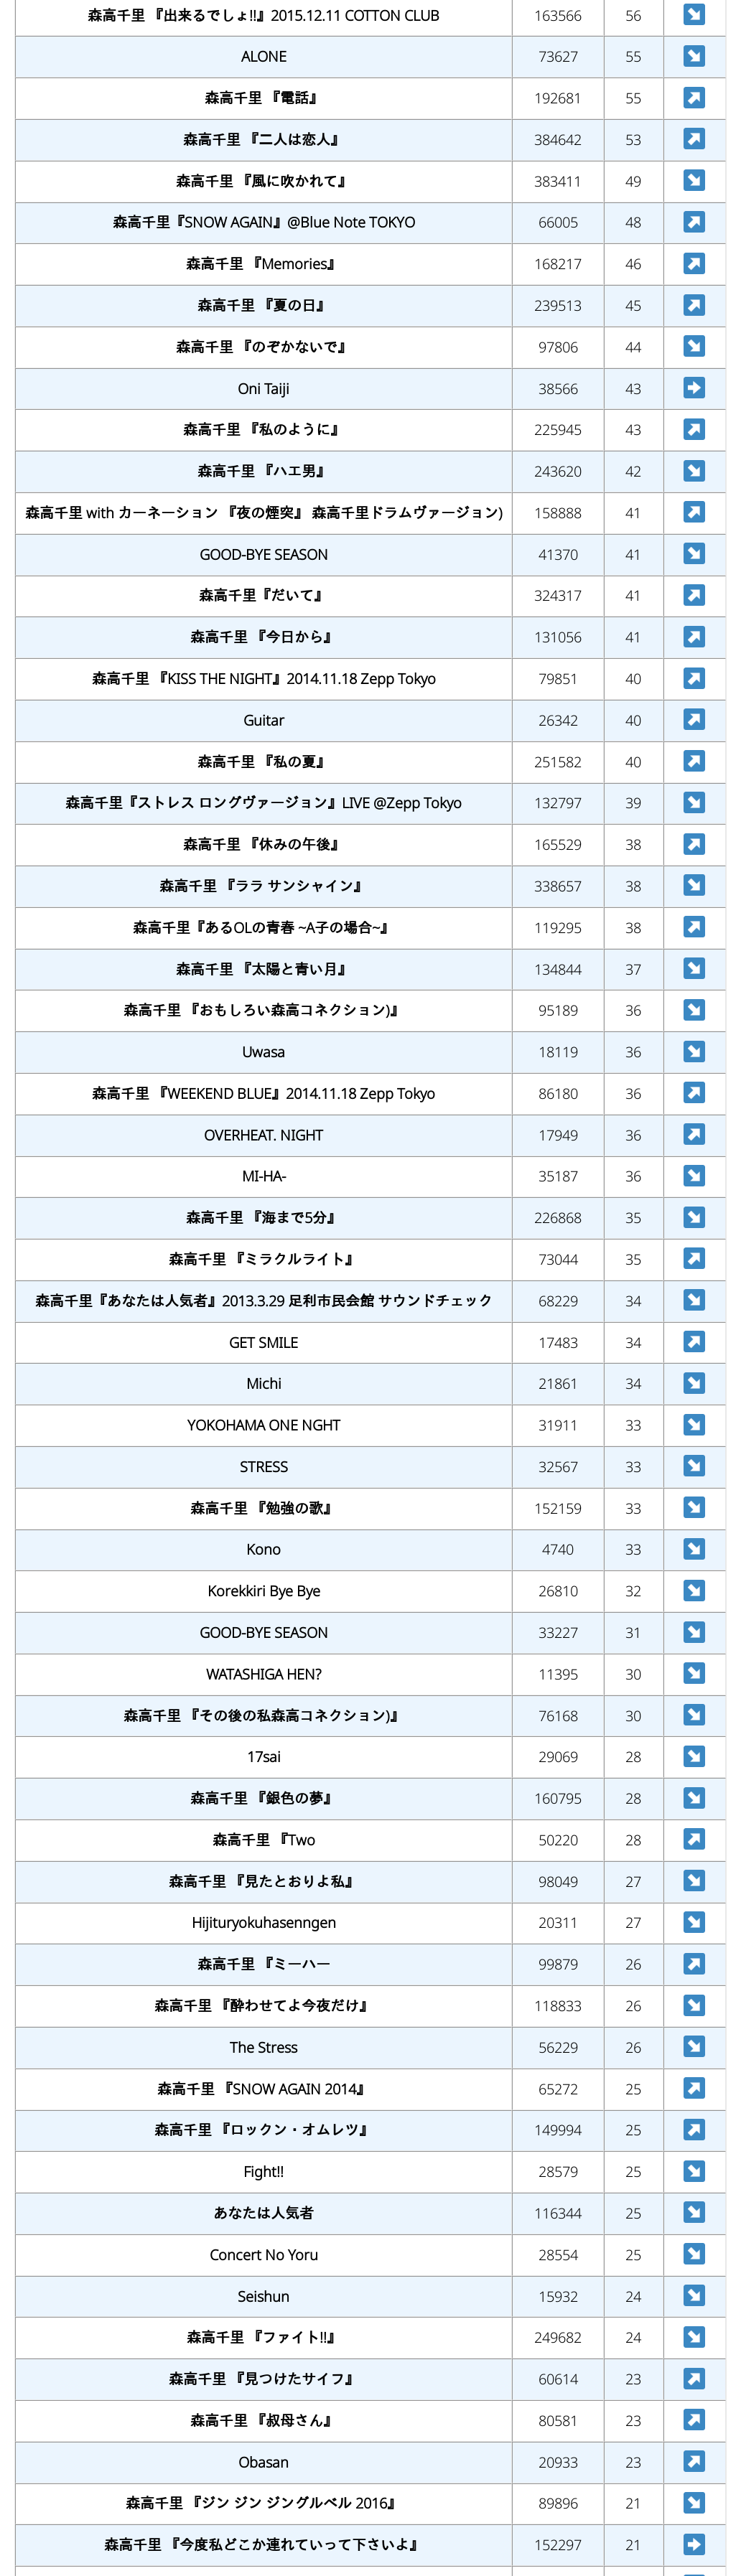 森高千里 『出来るでしょ!!』2015.12.11 COTTON CLUB 163566 56
ALONE 73627 55
森高千里 『電話』 192681 55
森高千里 『二人は恋人』 384642 53
森高千里 『風に吹かれて』 383411 49
森高千里『SNOW AGAIN』@Blue Note TOKYO 66005 48
森高千里 『Memories』 168217 46
森高千里 『夏の日』 239513 45
森高千里 『のぞかないで』 97806 44
Oni Taiji 38566 43
森高千里 『私のように』 225945 43
森高千里 『ハエ男』 243620 42
森高千里 with カーネーション 『夜の煙突』 森高千里ドラムヴァージョン) 158888 41
GOOD-BYE SEASON 41370 41
森高千里『だいて』 324317 41
森高千里 『今日から』 131056 41
森高千里 『KISS THE NIGHT』2014.11.18 Zepp Tokyo 79851 40
Guitar 26342 40
森高千里 『私の夏』 251582 40
森高千里『ストレス ロングヴァージョン』LIVE @Zepp Tokyo 132797 39
森高千里 『休みの午後』 165529 38
森高千里 『ララ サンシャイン』 338657 38
森高千里『あるOLの青春 ~A子の場合~』 119295 38
森高千里 『太陽と青い月』 134844 37
森高千里 『おもしろい森高コネクション)』 95189 36
Uwasa 18119 36
森高千里 『WEEKEND BLUE』2014.11.18 Zepp Tokyo 86180 36
OVERHEAT. NIGHT 17949 36
MI-HA- 35187 36
森高千里 『海まで5分』 226868 35
森高千里 『ミラクルライト』 73044 35
森高千里『あなたは人気者』2013.3.29 足利市民会館 サウンドチェック 68229 34
GET SMILE 17483 34
Michi 21861 34
YOKOHAMA ONE NGHT 31911 33
STRESS 32567 33
森高千里 『勉強の歌』 152159 33
Kono 4740 33
Korekkiri Bye Bye 26810 32
GOOD-BYE SEASON 33227 31
WATASHIGA HEN? 11395 30
森高千里 『その後の私森高コネクション)』 76168 30
17sai 29069 28
森高千里 『銀色の夢』 160795 28
森高千里 『Two 50220 28
森高千里 『見たとおりよ私』 98049 27
Hijituryokuhasenngen 20311 27
森高千里 『ミーハー 99879 26
森高千里 『酔わせてよ今夜だけ』 118833 26
The Stress 56229 26
森高千里 『SNOW AGAIN 2014』 65272 25
森高千里 『ロックン・オムレツ』 149994 25
Fight!! 28579 25
あなたは人気者 116344 25
Concert No Yoru 28554 25
Seishun 15932 24
森高千里 『ファイト!!』 249682 24
森高千里 『見つけたサイフ』 60614 23
森高千里 『叔母さん』 80581 23
Obasan 20933 23
森高千里 『ジン ジン ジングルベル 2016』 89896 21
森高千里 『今度私どこか連れていって下さいよ』 152297 21